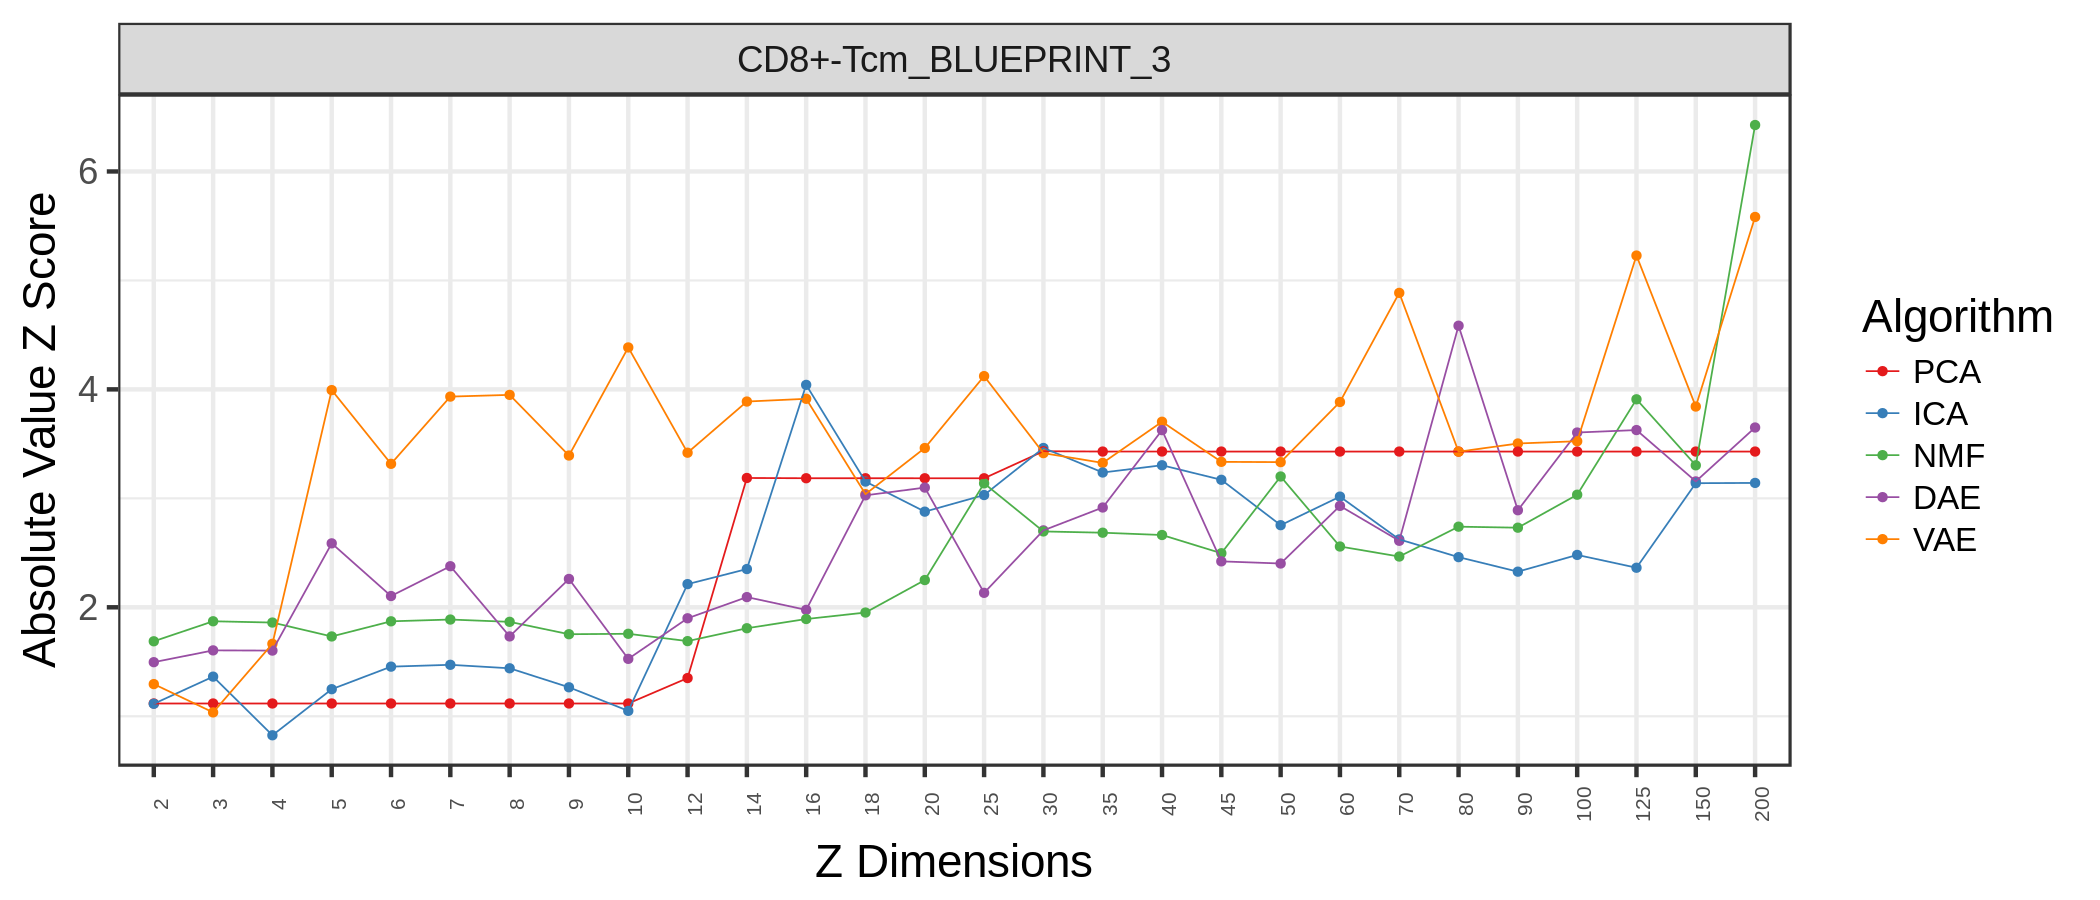 CD8+-Tcm_BLUEPRINT_3
Absolute Value Z Score
6
4
2
2 3 4 5 6 7 8 9 10 12 14 16 18 20 25 30 35 40 45 50 60 70 80 90 100 125 150 200
Z Dimensions
Algorithm
PCA
ICA
NMF
DAE
VAE